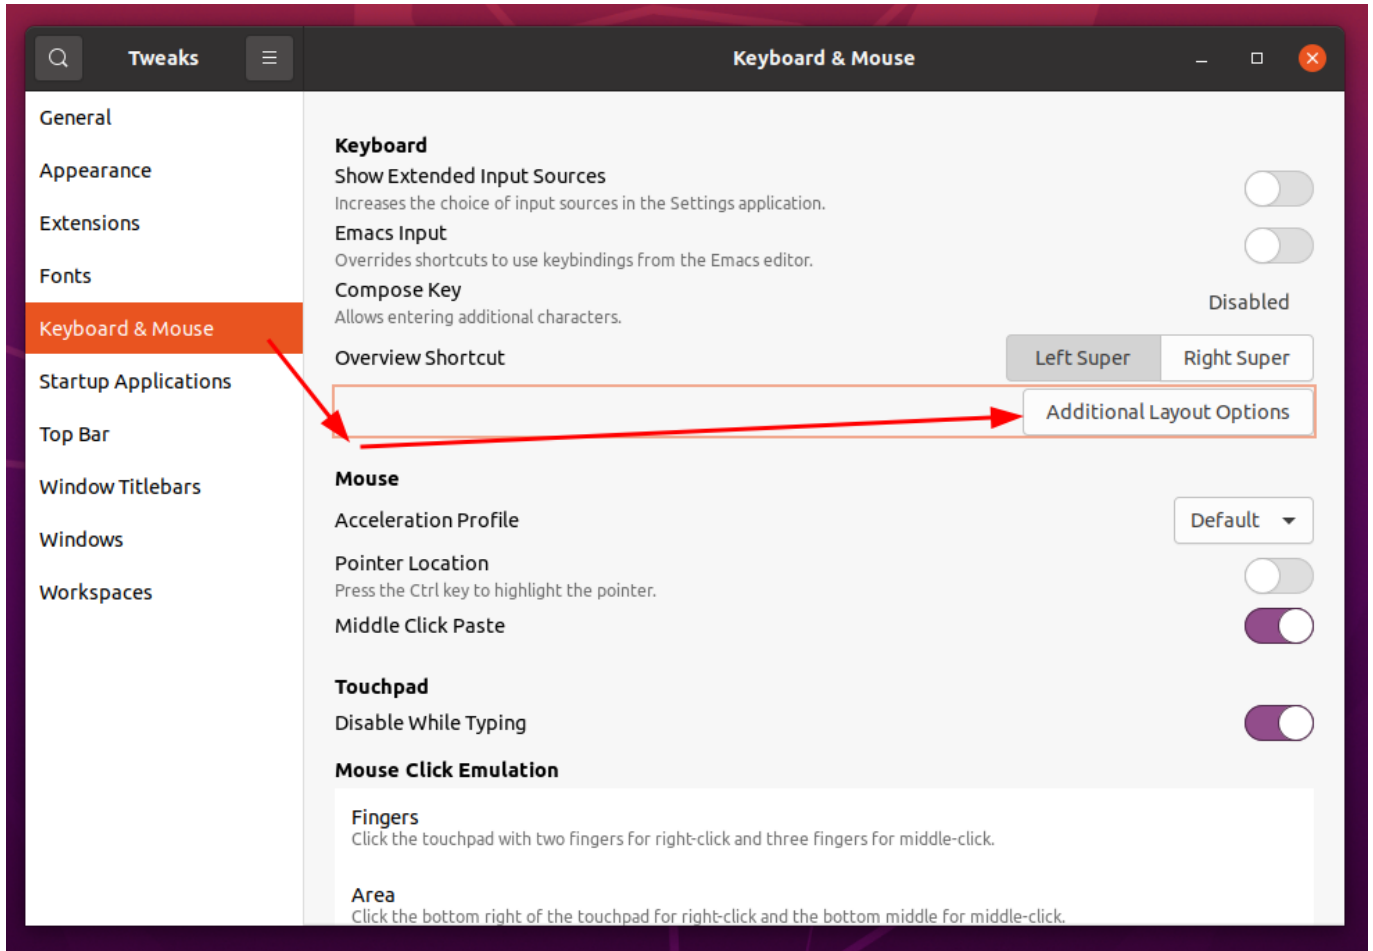 Tweaks
Keyboard & Mouse
General
Appearance
Extensions
Fonts
Keyboard & Mouse
Startup Applications
Top Bar
Window Titlebars
Windows
Workspaces
Keyboard
Show Extended Input Sources
Increases the choice of input sources in the Settings application.
Emacs Input
Overrides shortcuts to use keybindings from the Emacs editor.
Compose Key
Allows entering additional characters.
Disabled
Overview Shortcut
Left Super
Right Super
Additional Layout Options
Mouse
Acceleration Profile
Default
Pointer Location
Press the Ctrl key to highlight the pointer.
Middle Click Paste
Touchpad
Disable While Typing
Mouse Click Emulation
Fingers
Click the touchpad with two fingers for right-click and three fingers for middle-click.
Area
Click the bottom right of the touchpad for right-click and the bottom middle for middle-click.